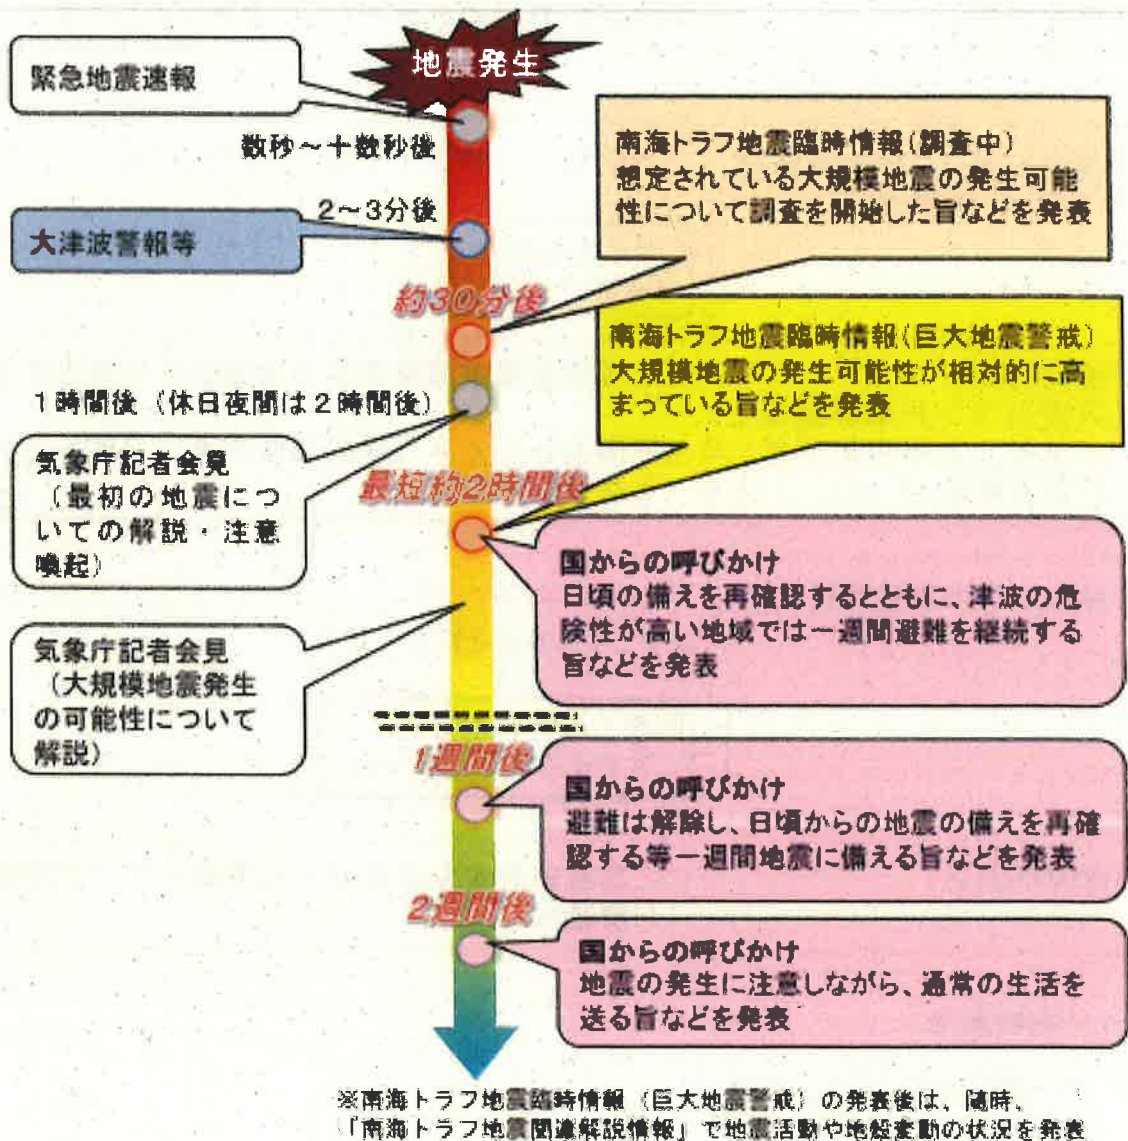 地震発生
緊急地震速報
数秒~十数秒後
2~3分後
大津波警報等
南海トラフ地震臨時情報(調査中)
想定されている大規模地震の発生可能
性について調査を開始した旨などを発表
約30分後
南海トラフ地震臨時情報(巨大地震警戒)
大規模地震の発生可能性が相対的に高
まっている旨などを発表
1時間後(休日夜間は2時間後)
気象庁記者会見
(最初の地震につ
いての解説・注意
喚起)
最短約2時間後
国からの呼びかけ
日頃の備えを再確認するとともに、津波の危
険性が高い地域では一週間避難を継続する
旨などを発表
気象庁記者会見
(大規模地震発生
の可能性について
解説)
1週間後
国からの呼びかけ
避難は解除し、日頃からの地震の備えを再確
認する等一週間地震に備える旨などを発表
2週間後
国からの呼びかけ
地震の発生に注意しながら、通常の生活を
送る旨などを発表
※南海トラフ地震臨時情報(巨大地震警戒)の発表後は、随時、
「南海トラフ地震関連解説情報」で地震活動や地殻変動の状況を発表